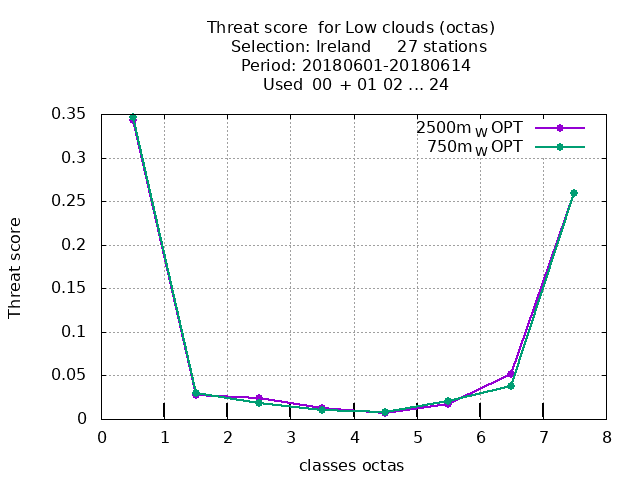 Threat score for Low clouds (octas)
Selection: Ireland 27 stations
Period: 20180601-20180614
Used 00 + 01 02 ... 24
2500m W OPT
750m W OPT
0.35
0.3
0.25
0.2
0.15
0.1
0.05
0
Threat score
0 1 2 3 4 5 6 7 8
classes octas